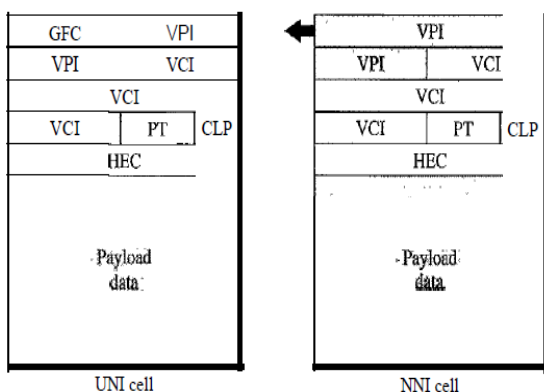 GFC VPI
VPI VCI
VCI
VCI PT CLP
HEC
Payload
data
UNI cell
VPI
VPI VCI
VCI
VCI PT CLP
HEC
Payload
data
NNI cell